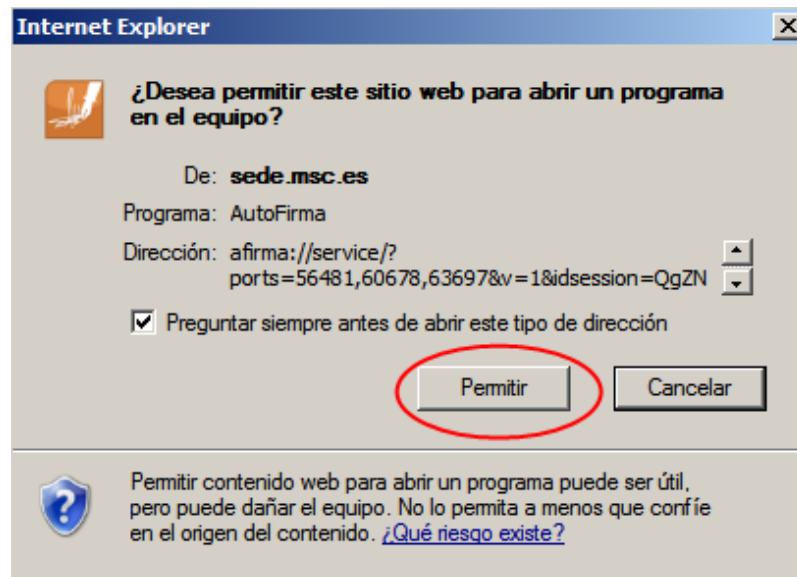 Internet Explorer
¿Desea permitir este sitio web para abrir un programa
en el equipo?
De: sede.msc.es
Programa: AutoFirma
Dirección: afirma://service/?
ports=56481,60678,63697&v=1&idsession=QgZN
Preguntar siempre antes de abrir este tipo de dirección
Permitir Cancelar
Permitir contenido web para abrir un programa puede ser útil,
pero puede dañar el equipo. No lo permita a menos que confíe
en el origen del contenido. ¿Qué riesgo existe?